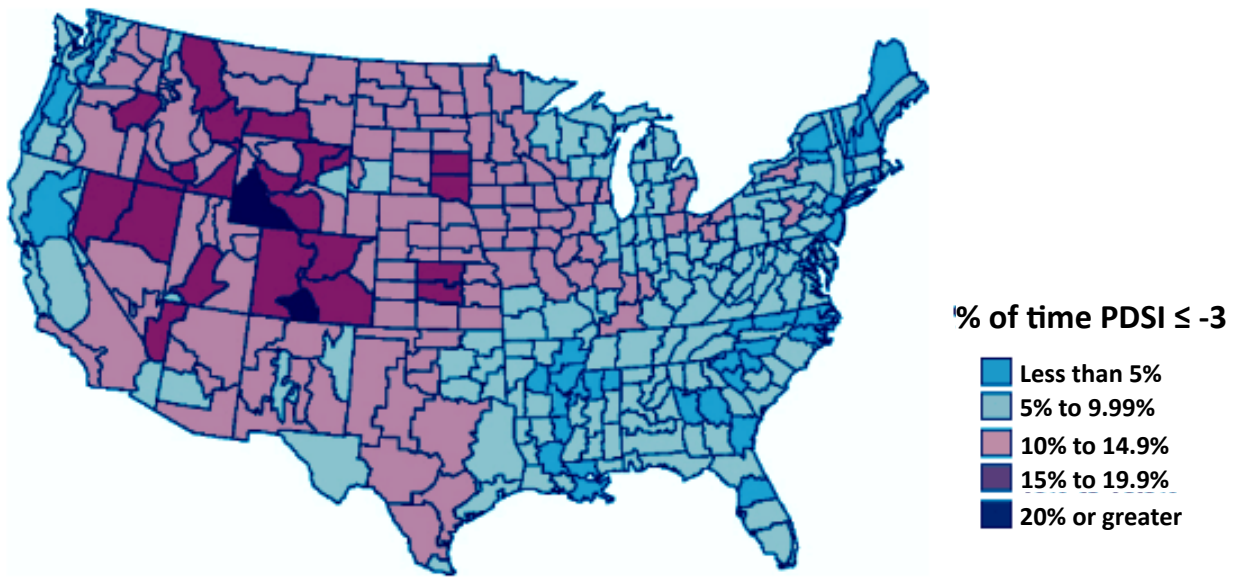 % of time PDSI ≤ -3
Less than 5%
5% to 9.99%
10% to 14.9%
15% to 19.9%
20% or greater